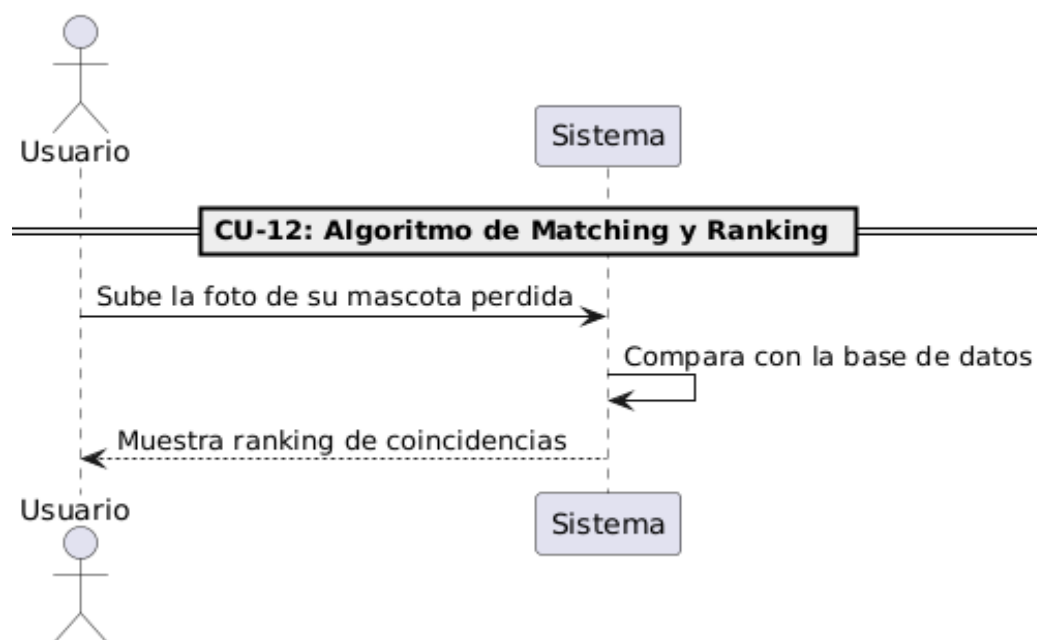 Usuario
Sistema
CU-12: Algoritmo de Matching y Ranking
Sube la foto de su mascota perdida
Compara con la base de datos
Muestra ranking de coincidencias
Usuario
Sistema